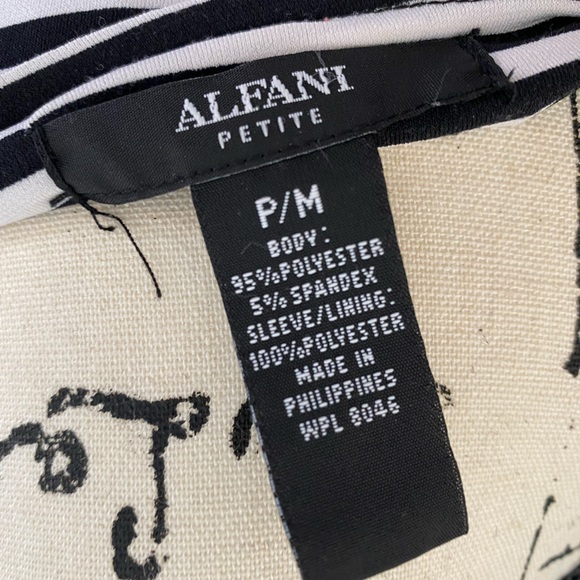 ALFANI
PETITE
P/M
BODY:
95%POLYESTER
5% SPANDEX
SLEEVE/LINING:
100%POLYESTER
MADE IN
PHILIPPINES
WPL 8046